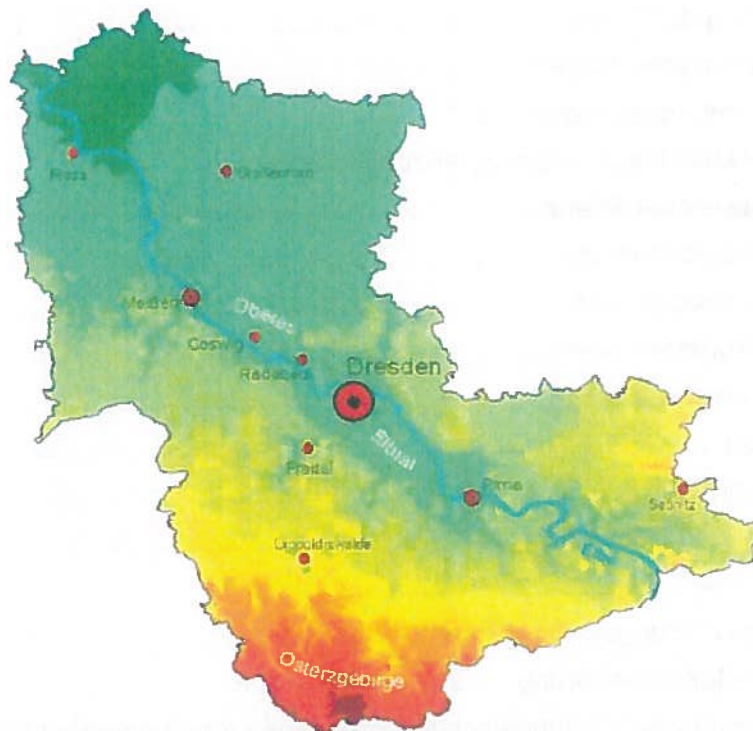 Riesa
Großenhain
Meißen
Oberes
Coswig
Radebeul
Dresden
Elbtal
Freital
Pirna
Sebnitz
Dippoldiswalde
Osterzgebirge